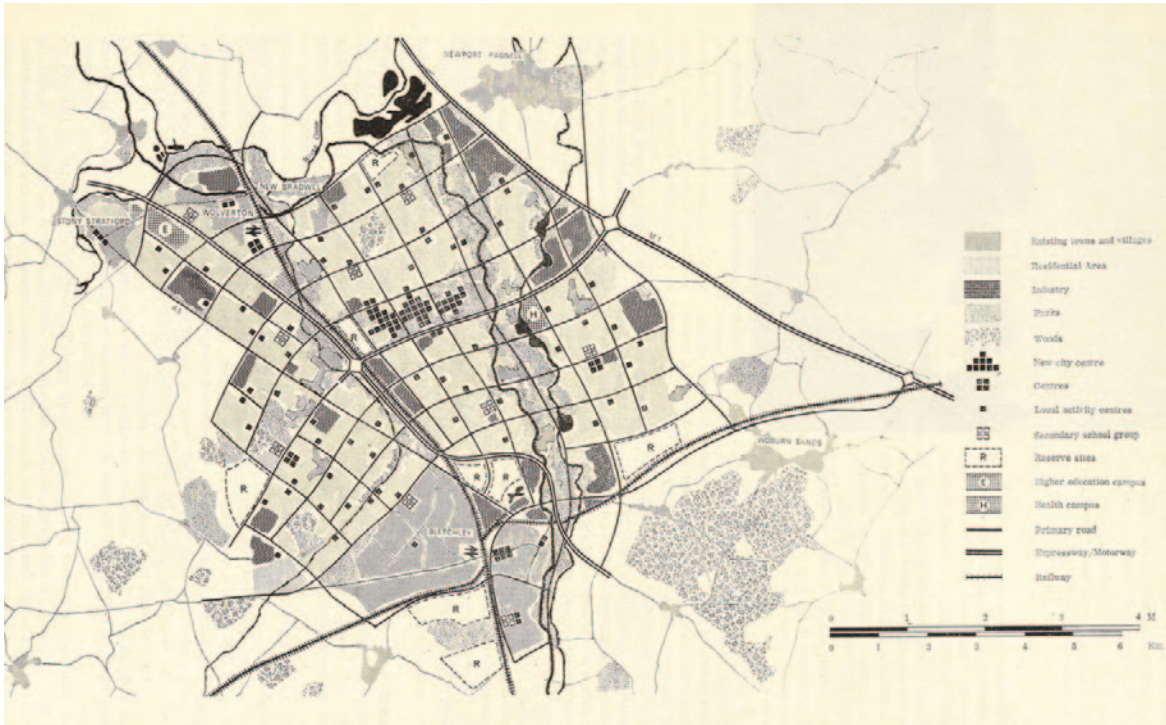 NEWPORT PAGNELL
R
NEW BRADWELL
WOLVERTON
STONY STRATFORD
E
M1
A5
H
R
R
R
R
R
WOBURN SANDS
BLETCHLEY
R
R
Existing towns and villages
Residential Area
Industry
Parks
Woods
New city centre
Centres
Local activity centres
Secondary school group
R Reserve sites
E Higher education campus
H Health campus
Primary road
Expressway/Motorway
Railway
0 1 2 3 4 M
0 1 2 3 4 5 6 Km